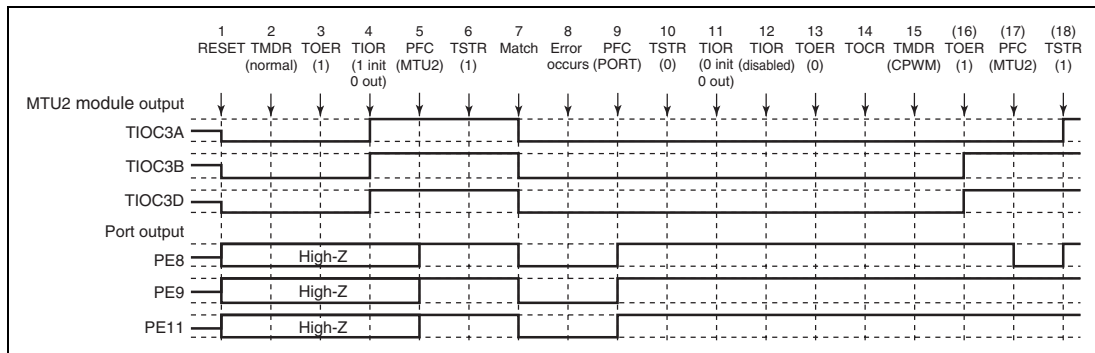 1 2 3 4 5 6 7 8 9 10 11 12 13 14 15 (16) (17) (18)
RESET TMDR TOER TIOR PFC TSTR Match Error PFC TSTR TIOR TIOR TOER TOCR TMDR TOER PFC TSTR
(normal) (1) (1 init (MTU2) (1) occurs (PORT) (0) (0 init (disabled) (0) (CPWM) (1) (MTU2) (1)
0 out) 0 out)
MTU2 module output
TIOC3A
TIOC3B
TIOC3D
Port output
PE8 High-Z
PE9 High-Z
PE11 High-Z